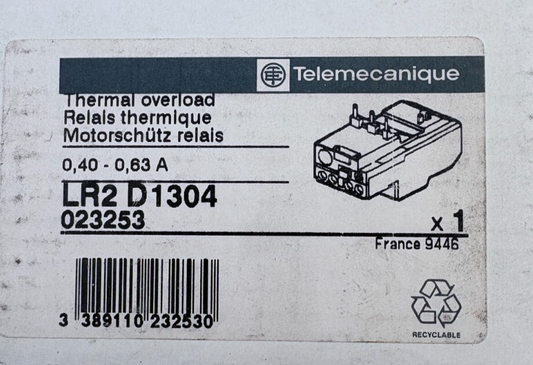 Telemecanique
Thermal overload
Relais thermique
Motorschütz relais
0,40 - 0,63 A
LR2 D1304
023253
x 1
France 9446
3 389110 232530
RECYCLABLE